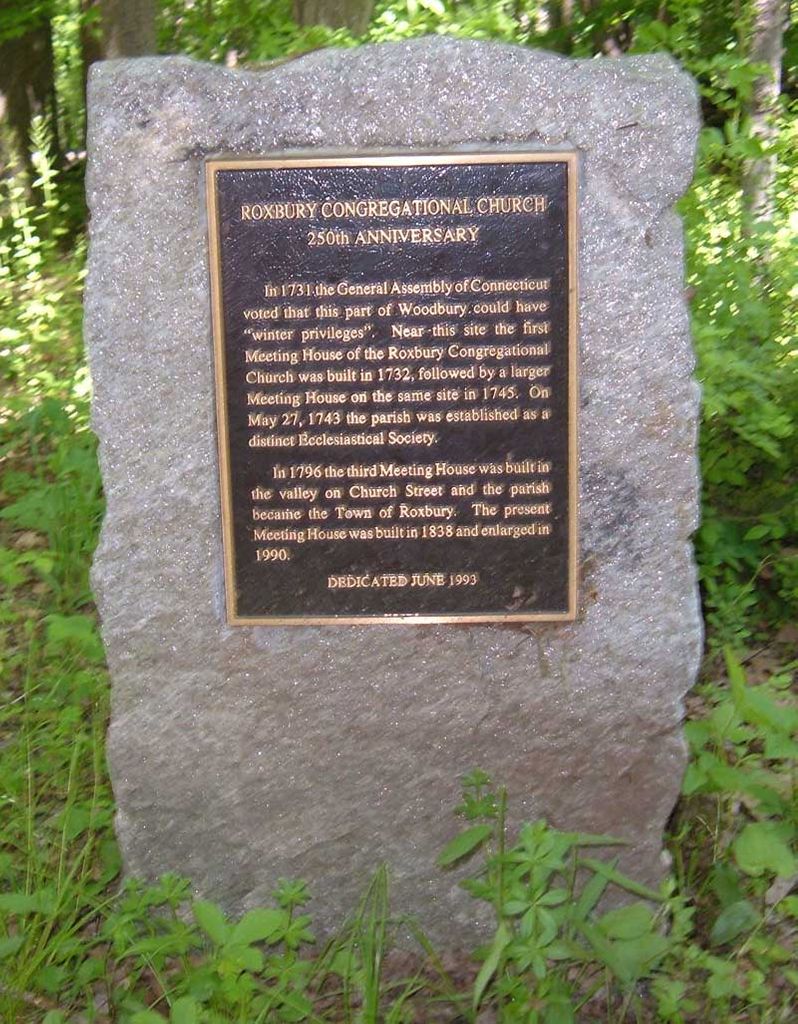 ROXBURY CONGREGATIONAL CHURCH
250th ANNIVERSARY
In 1731 the General Assembly of Connecticut
voted that this part of Woodbury could have
"winter privileges". Near this site the first
Meeting House of the Roxbury Congregational
Church was built in 1732, followed by a larger
Meeting House on the same site in 1745. On
May 27, 1743 the parish was established as a
distinct Ecclesiastical Society.
In 1796 the third Meeting House was built in
the valley on Church Street and the parish
became the Town of Roxbury. The present
Meeting House was built in 1838 and enlarged in
1990.
DEDICATED JUNE 1993